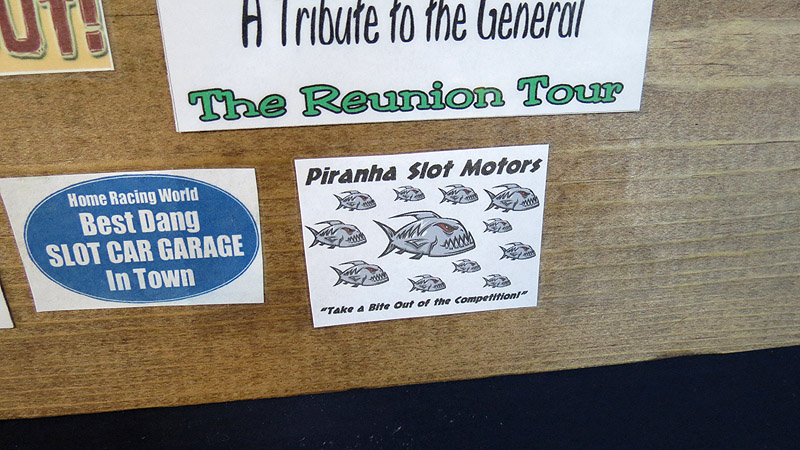 A Tribute to the General
The Reunion Tour
Home Racing World
Best Dang
SLOT CAR GARAGE
In Town
Piranha Slot Motors
"Take a Bite Out of the Competition!"